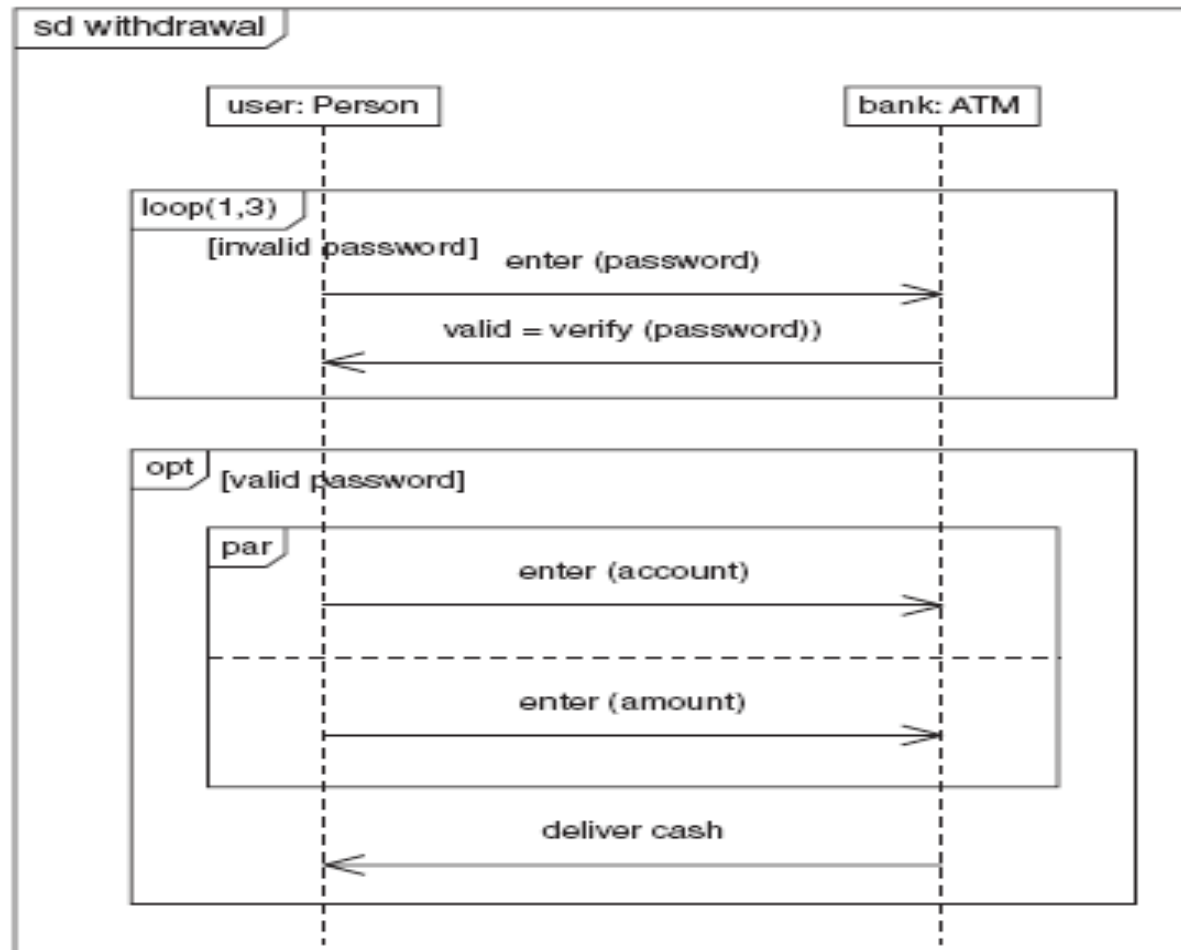 sd withdrawal
user: Person
bank: ATM
loop(1,3)
[invalid password]
enter (password)
valid = verify (password))
opt
[valid password]
par
enter (account)
enter (amount)
deliver cash